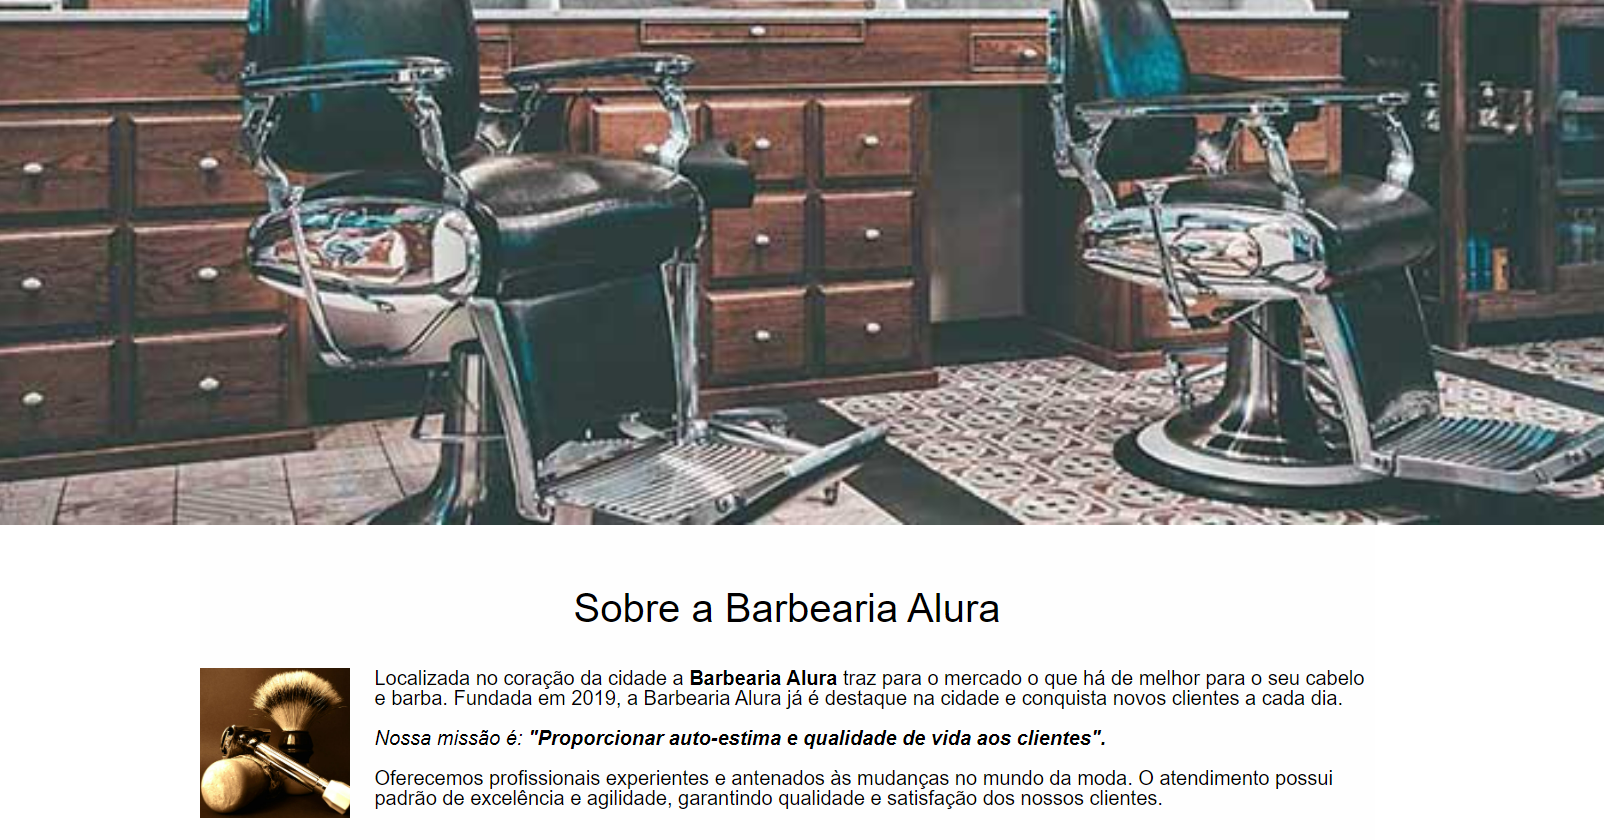 Sobre a Barbearia Alura
Localizada no coração da cidade a Barbearia Alura traz para o mercado o que há de melhor para o seu cabelo
e barba. Fundada em 2019, a Barbearia Alura já é destaque na cidade e conquista novos clientes a cada dia.
Nossa missão é: "Proporcionar auto-estima e qualidade de vida aos clientes".
Oferecemos profissionais experientes e antenados às mudanças no mundo da moda. O atendimento possui
padrão de excelência e agilidade, garantindo qualidade e satisfação dos nossos clientes.